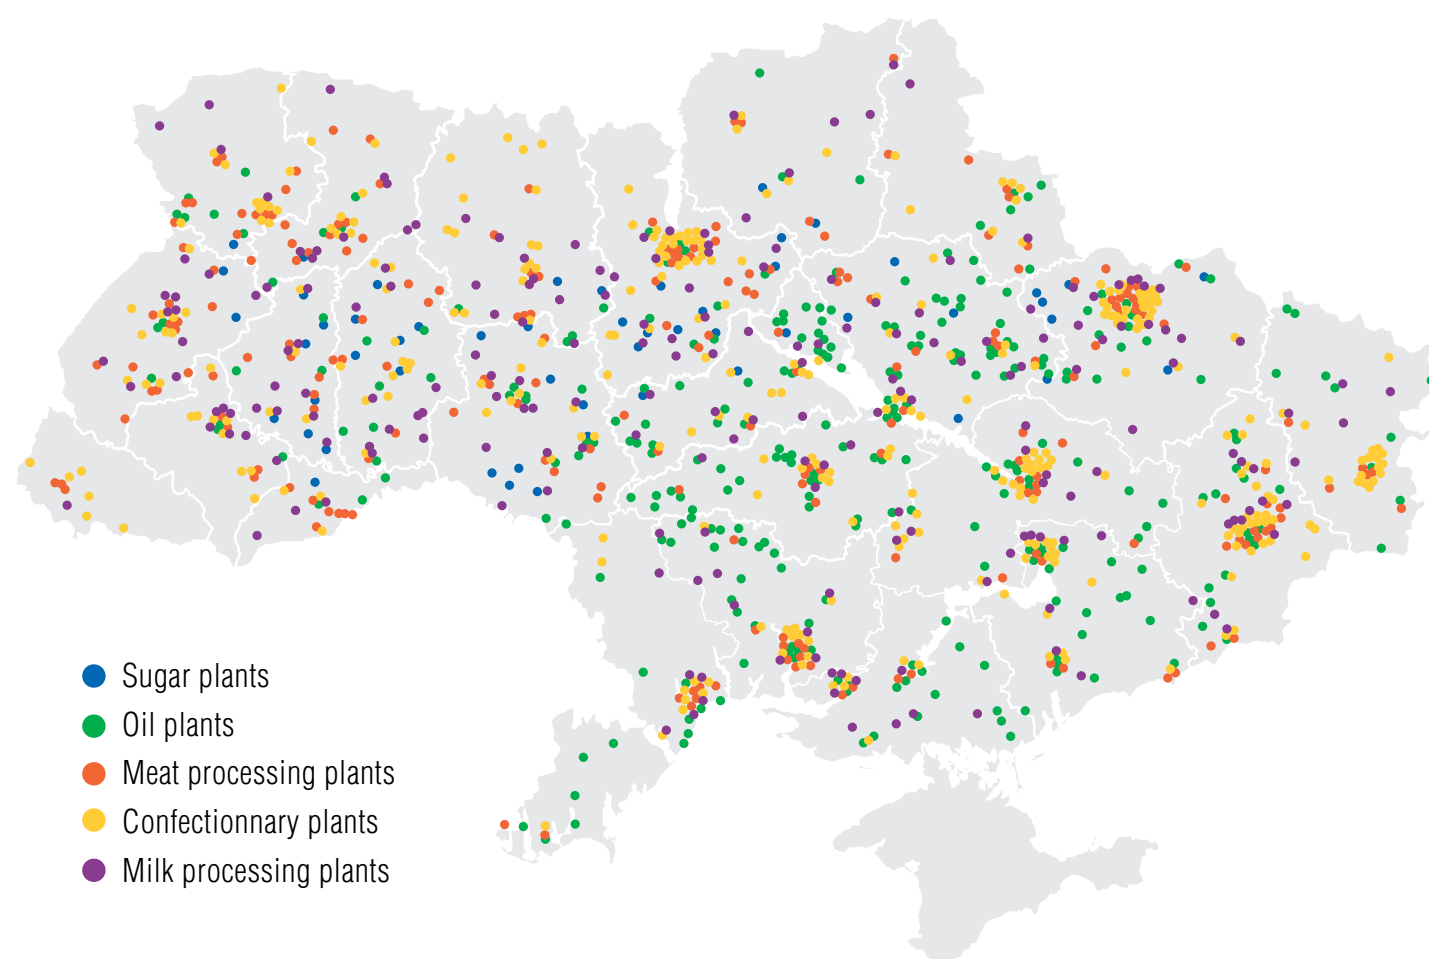 Sugar plants
Oil plants
Meat processing plants
Confectionnary plants
Milk processing plants